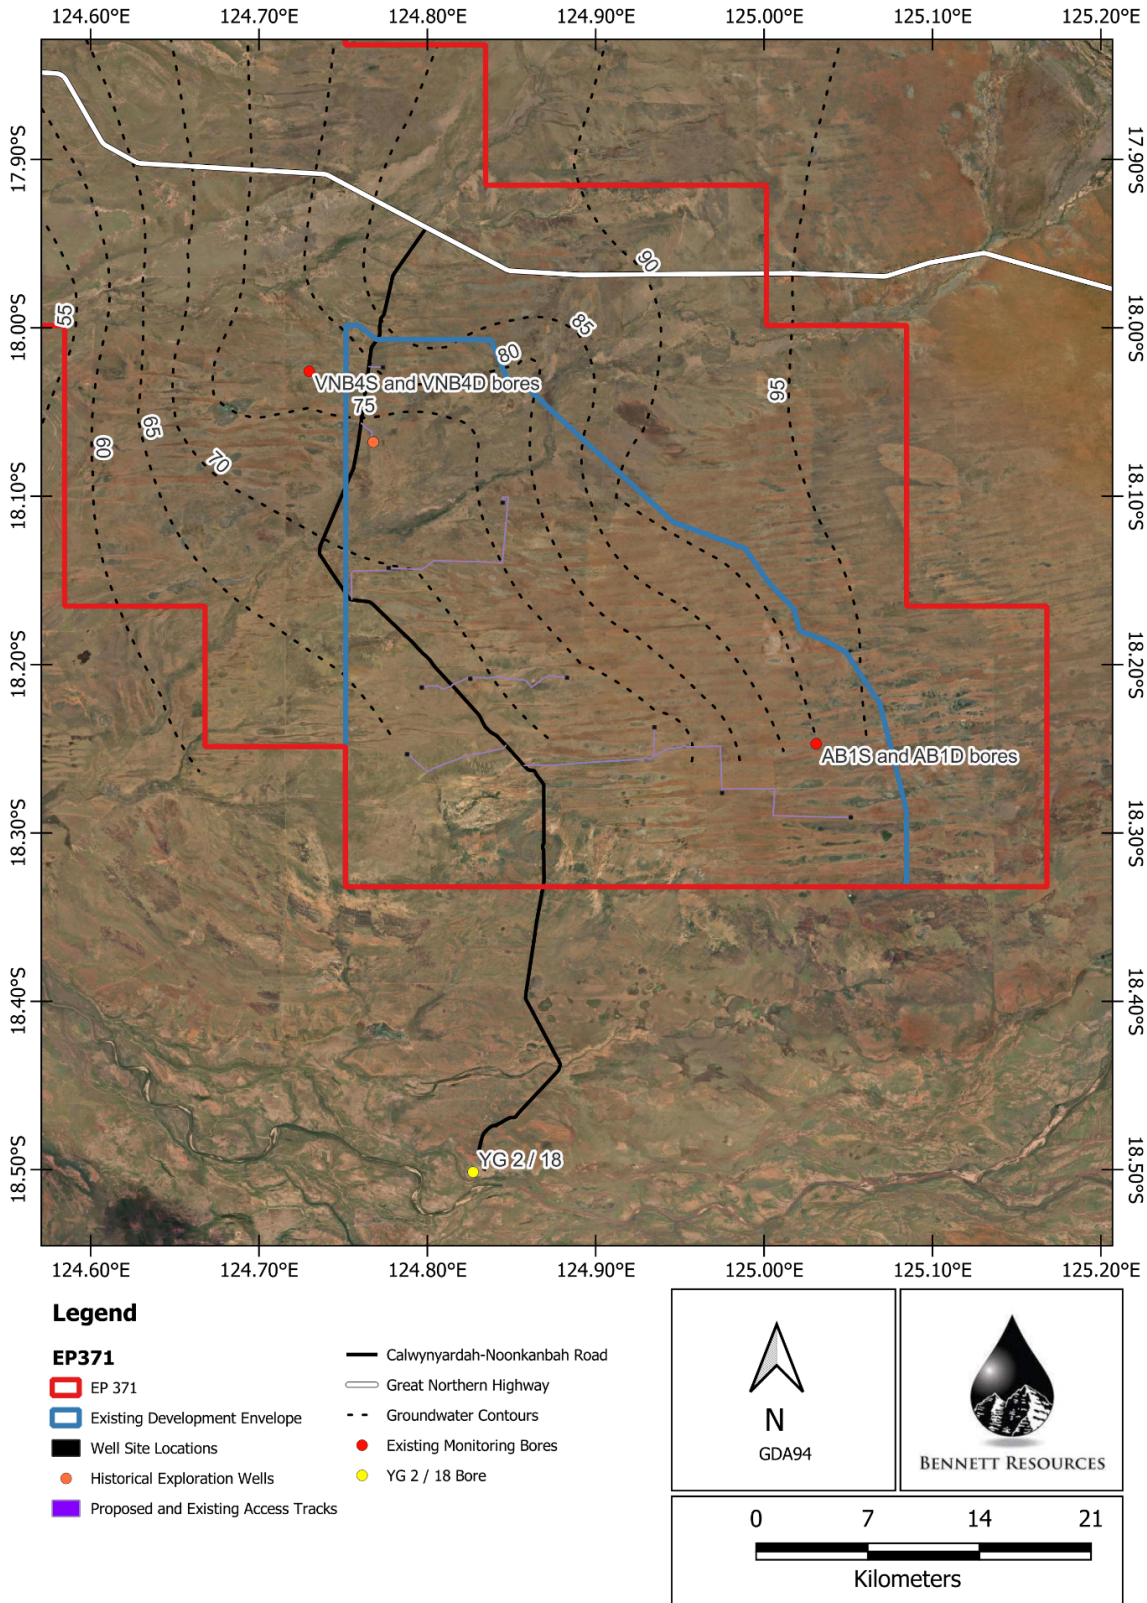 124.60°E 124.70°E 124.80°E 124.90°E 125.00°E 125.10°E 125.20°E
17.90°S
17.90°S
90
18.00°S
55
85
18.00°S
80
VNB4S and VNB4D bores
75
95
60
65
70
18.10°S
18.10°S
18.20°S
18.20°S
AB1S and AB1D bores
18.30°S
18.30°S
18.40°S
18.40°S
YG 2 / 18
18.50°S
18.50°S
124.60°E 124.70°E 124.80°E 124.90°E 125.00°E 125.10°E 125.20°E
Legend
EP371
EP 371
Existing Development Envelope
Well Site Locations
Historical Exploration Wells
Proposed and Existing Access Tracks
Calwynyardah-Noonkanbah Road
Great Northern Highway
Groundwater Contours
Existing Monitoring Bores
YG 2 / 18 Bore
N
GDA94
BENNETT RESOURCES
0 7 14 21
Kilometers